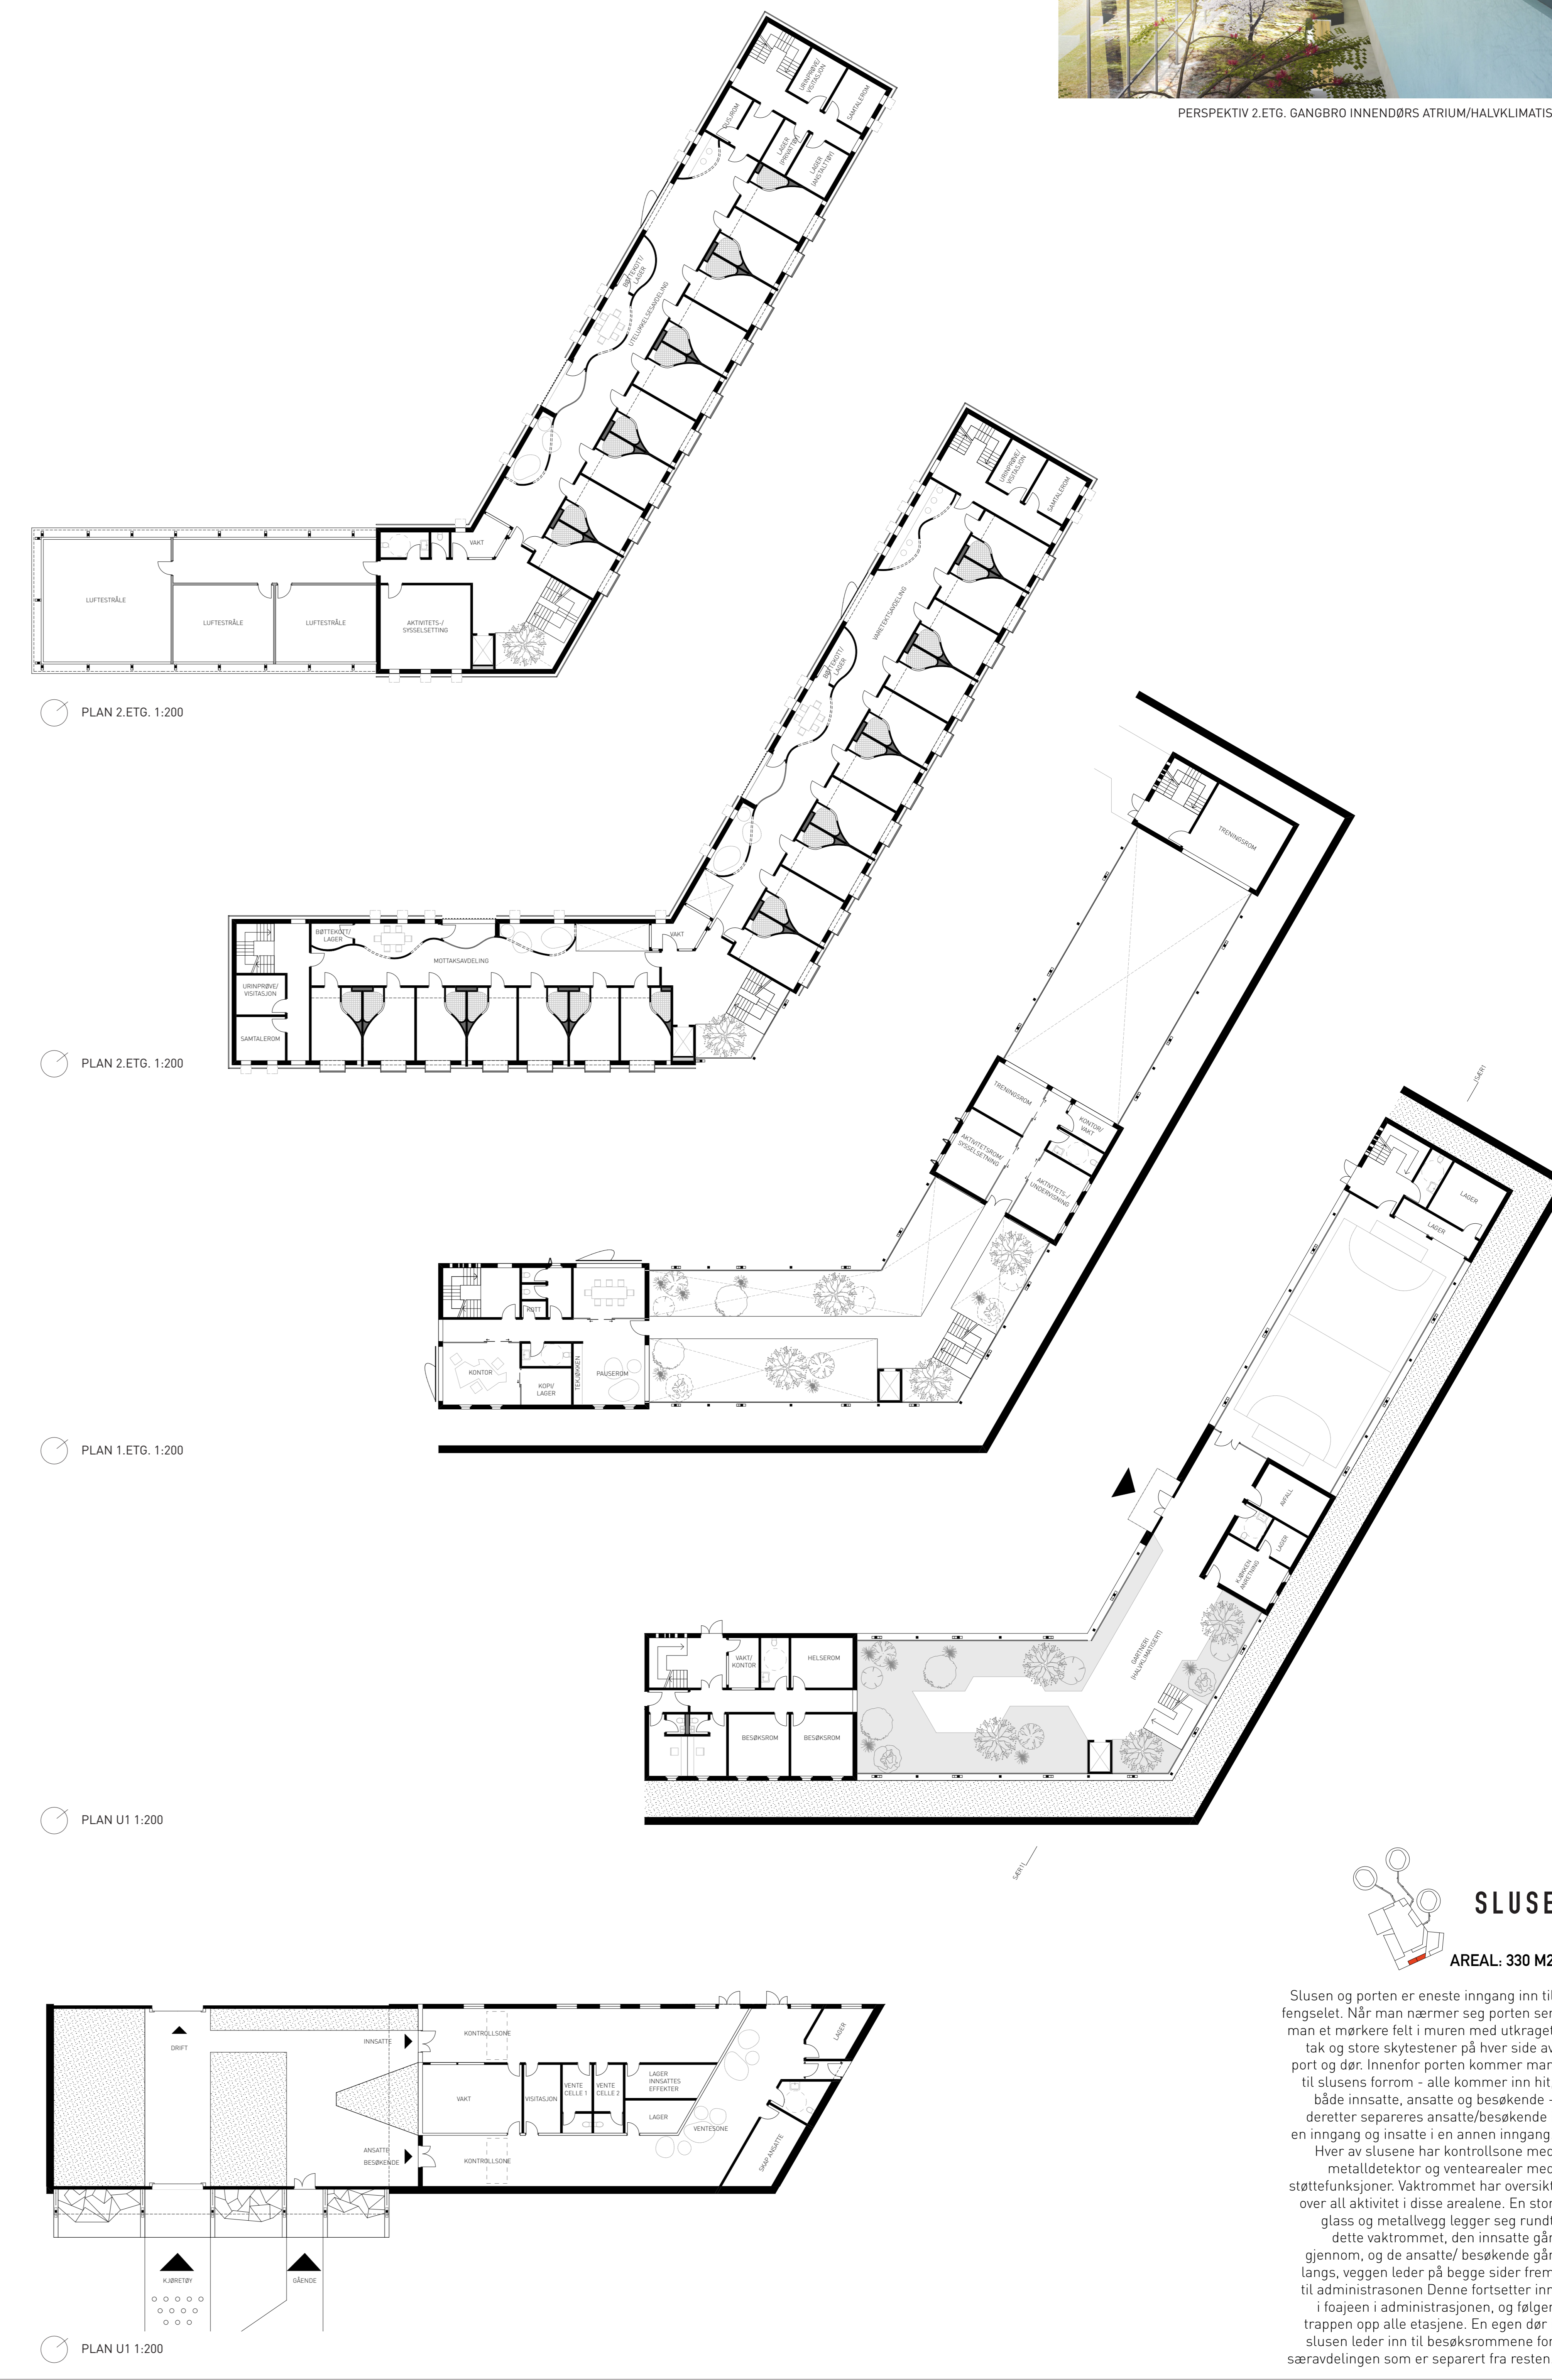 PERSPEKTIV 2.ETG. GANGBRO INNENDØRS ATRIUM/HALVKLIMATIS
URINPRØVE/
VISITASJON
SAMTALEROM
DUSJROM
LAGER
(PRIVATTØY)
LAGER
(ANSTALTTØY)
BØTTEKOTT/
LAGER
UTELUKKELSESAVDELING
VAKT
LUFTESTRÅLE
LUFTESTRÅLE
LUFTESTRÅLE
AKTIVITETS-/
SYSSELSETTING
PLAN 2.ETG. 1:200
URINPRØVE/
VISITASJON
SAMTALEROM
VARETEKTSAVDELING
BØTTEKOTT/
LAGER
VAKT
BØTTEKOTT/
LAGER
MOTTAKSAVDELING
URINPRØVE/
VISITASJON
SAMTALEROM
PLAN 2.ETG. 1:200
TRENINGSROM
TRENINGSROM
KONTOR/
VAKT
AKTIVITETSROM/
SYSSELSETNING
AKTIVITETS-/
UNDERVISNING
KOTT
KONTOR
KOPI/
LAGER
TEKJØKKEN
PAUSEROM
PLAN 1.ETG. 1:200
SÆR1
LAGER
LAGER
AVFALL
LAGER
KJØKKEN
ANRETNING
GARTNERI
(HALVKLIMATISERT)
VAKT/
KONTOR
HELSEROM
BESØKSROM
BESØKSROM
PLAN U1 1:200
SÆR1
SLUSE
AREAL: 330 M2
Slusen og porten er eneste inngang inn til
fengselet. Når man nærmer seg porten ser
man et mørkere felt i muren med utkraget
tak og store skytestener på hver side av
port og dør. Innenfor porten kommer man
til slusens forrom - alle kommer inn hit,
både innsatte, ansatte og besøkende -
deretter separeres ansatte/besøkende i
en inngang og insatte i en annen inngang.
Hver av slusene har kontrollsone med
metalldetektor og ventearealer med
støttefunksjoner. Vaktrommet har oversikt
over all aktivitet i disse arealene. En stor
glass og metallvegg legger seg rundt
dette vaktrommet, den innsatte går
gjennom, og de ansatte/ besøkende går
langs, veggen leder på begge sider frem
til administrasonen Denne fortsetter inn
i foajeen i administrasjonen, og følger
trappen opp alle etasjene. En egen dør i
slusen leder inn til besøksrommene for
særavdelingen som er separert fra resten
DRIFT
INNSATTE
KONTROLLSONE
VAKT
VISITASJON
VENTE
CELLE 1
VENTE
CELLE 2
LAGER
INNSATTES
EFFEKTER
LAGER
VENTESONE
LAGER
SKAP ANSATTE
ANSATTE
BESØKENDE
KONTROLLSONE
KJØRETØY
GÅENDE
PLAN U1 1:200